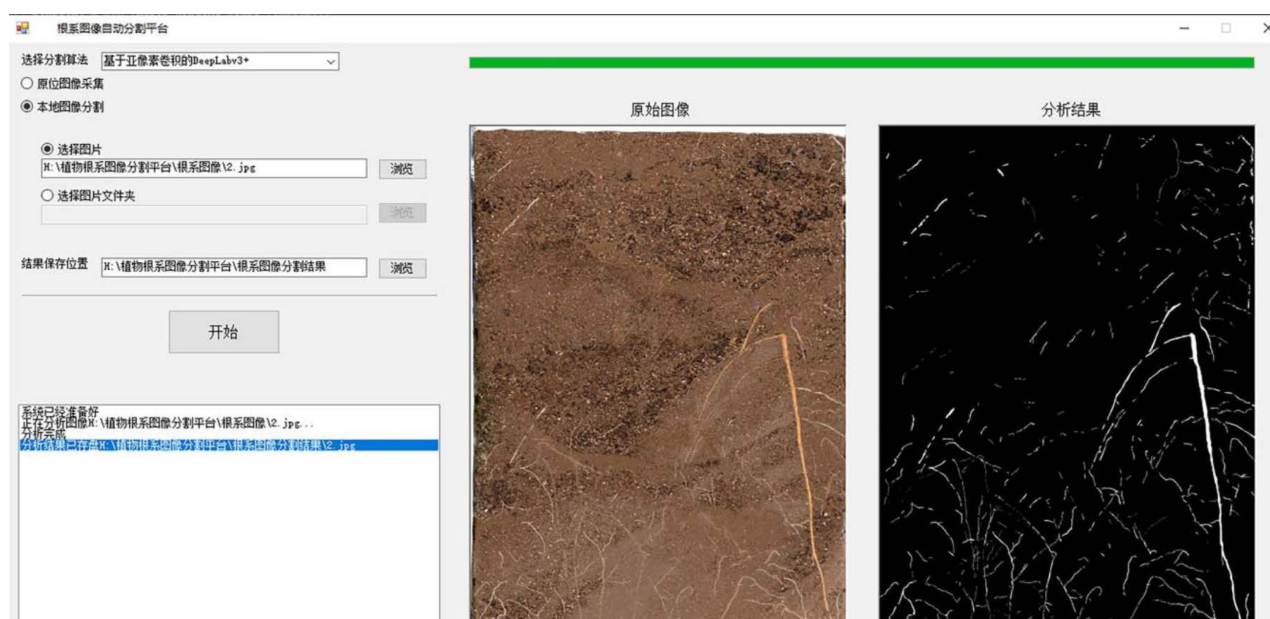 根系图像自动分割平台
选择分割算法 基于亚像素卷积的DeepLabv3+
原位图像采集
本地图像分割
选择图片
H:\植物根系图像分割平台\根系图像\2.jpg 浏览
选择图片文件夹
浏览
结果保存位置 H:\植物根系图像分割平台\根系图像分割结果 浏览
开始
系统已经准备好
正在分析图像H:\植物根系图像分割平台\根系图像\2.jpg...
分析完成
分析结果已存盘H:\植物根系图像分割平台\根系图像分割结果\2.jpg
原始图像
分析结果